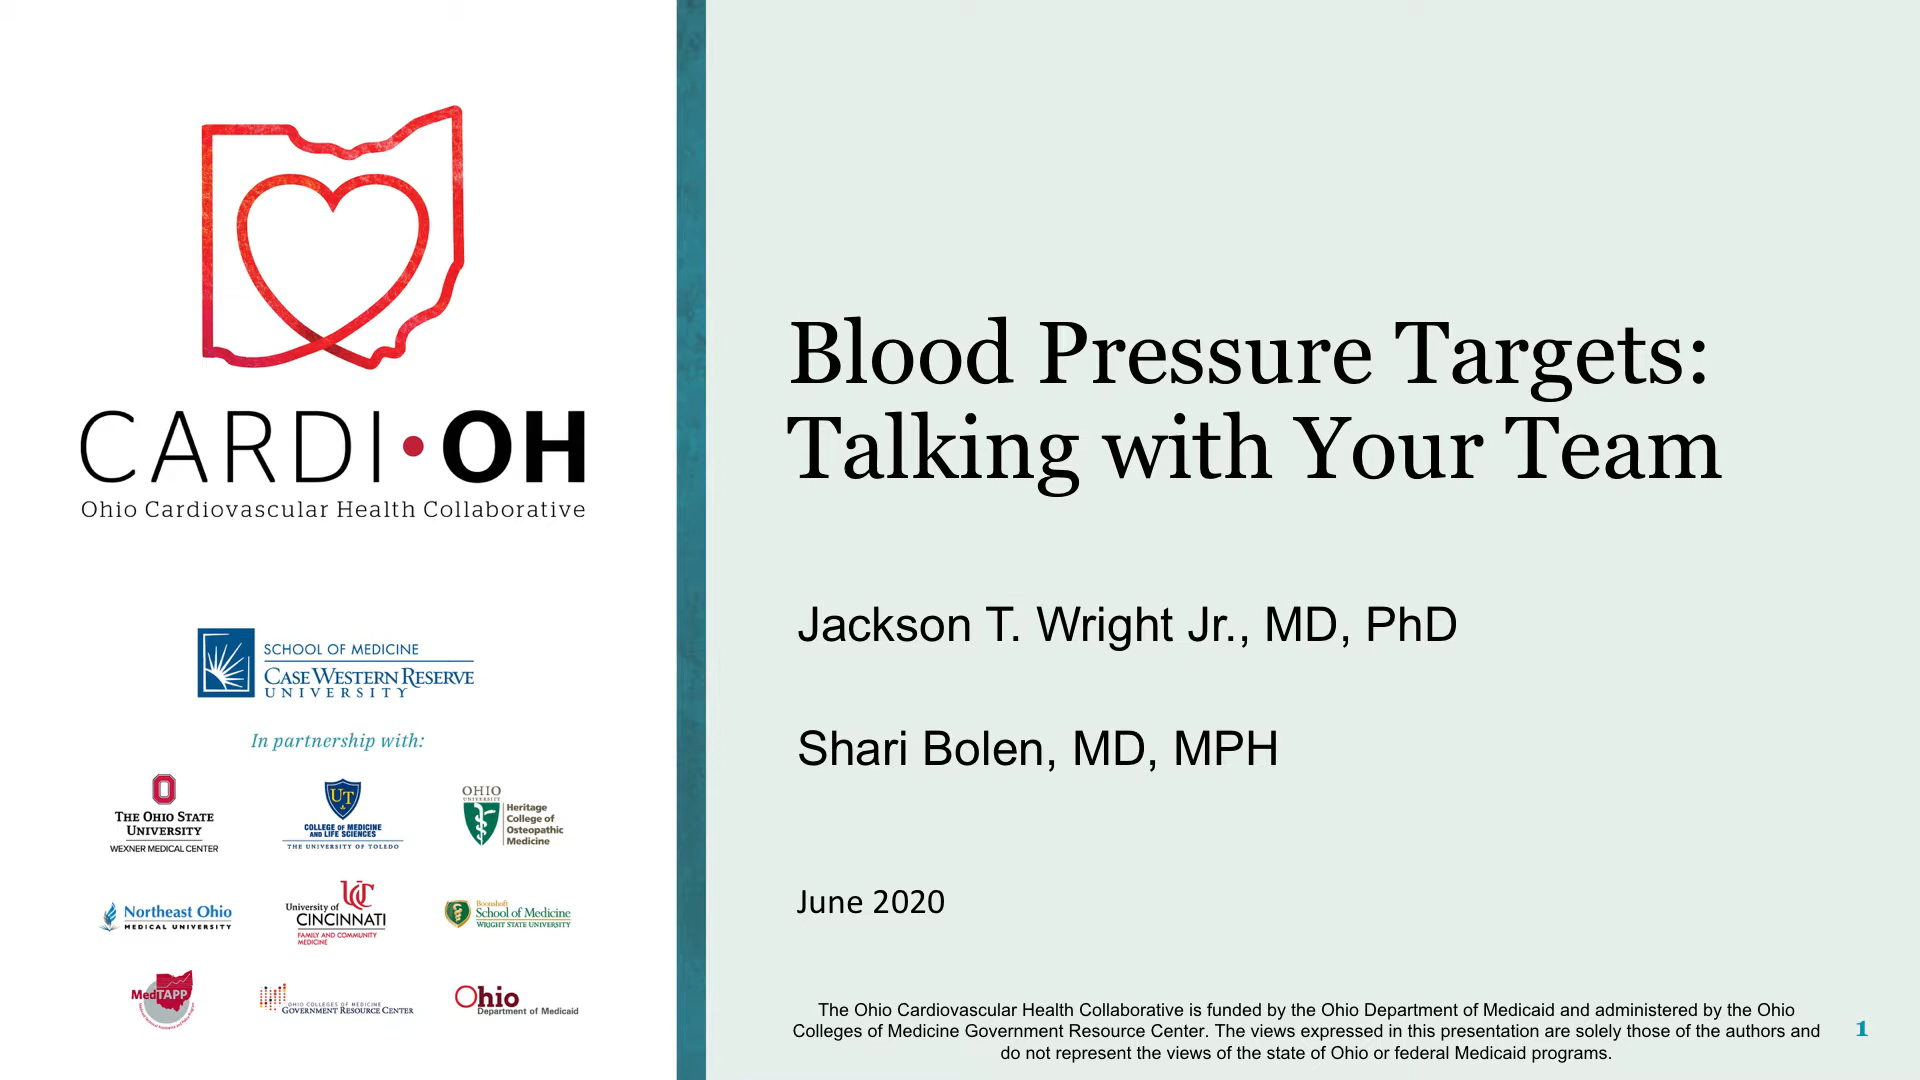 CARDI•OH
Ohio Cardiovascular Health Collaborative
SCHOOL OF MEDICINE
CASE WESTERN RESERVE
UNIVERSITY
In partnership with:
THE OHIO STATE
UNIVERSITY
WEXNER MEDICAL CENTER
UT
COLLEGE OF MEDICINE
AND LIFE SCIENCES
THE UNIVERSITY OF TOLEDO
OHIO
UNIVERSITY
Heritage
College of
Osteopathic
Medicine
Northeast Ohio
MEDICAL UNIVERSITY
UC
University of
CINCINNATI
FAMILY AND COMMUNITY
MEDICINE
Boonshoft
School of Medicine
WRIGHT STATE UNIVERSITY
MedTAPP
OHIO COLLEGES OF MEDICINE
GOVERNMENT RESOURCE CENTER
Ohio
Department of Medicaid
Blood Pressure Targets:
Talking with Your Team
Jackson T. Wright Jr., MD, PhD
Shari Bolen, MD, MPH
June 2020
The Ohio Cardiovascular Health Collaborative is funded by the Ohio Department of Medicaid and administered by the Ohio
Colleges of Medicine Government Resource Center. The views expressed in this presentation are solely those of the authors and
do not represent the views of the state of Ohio or federal Medicaid programs.
1